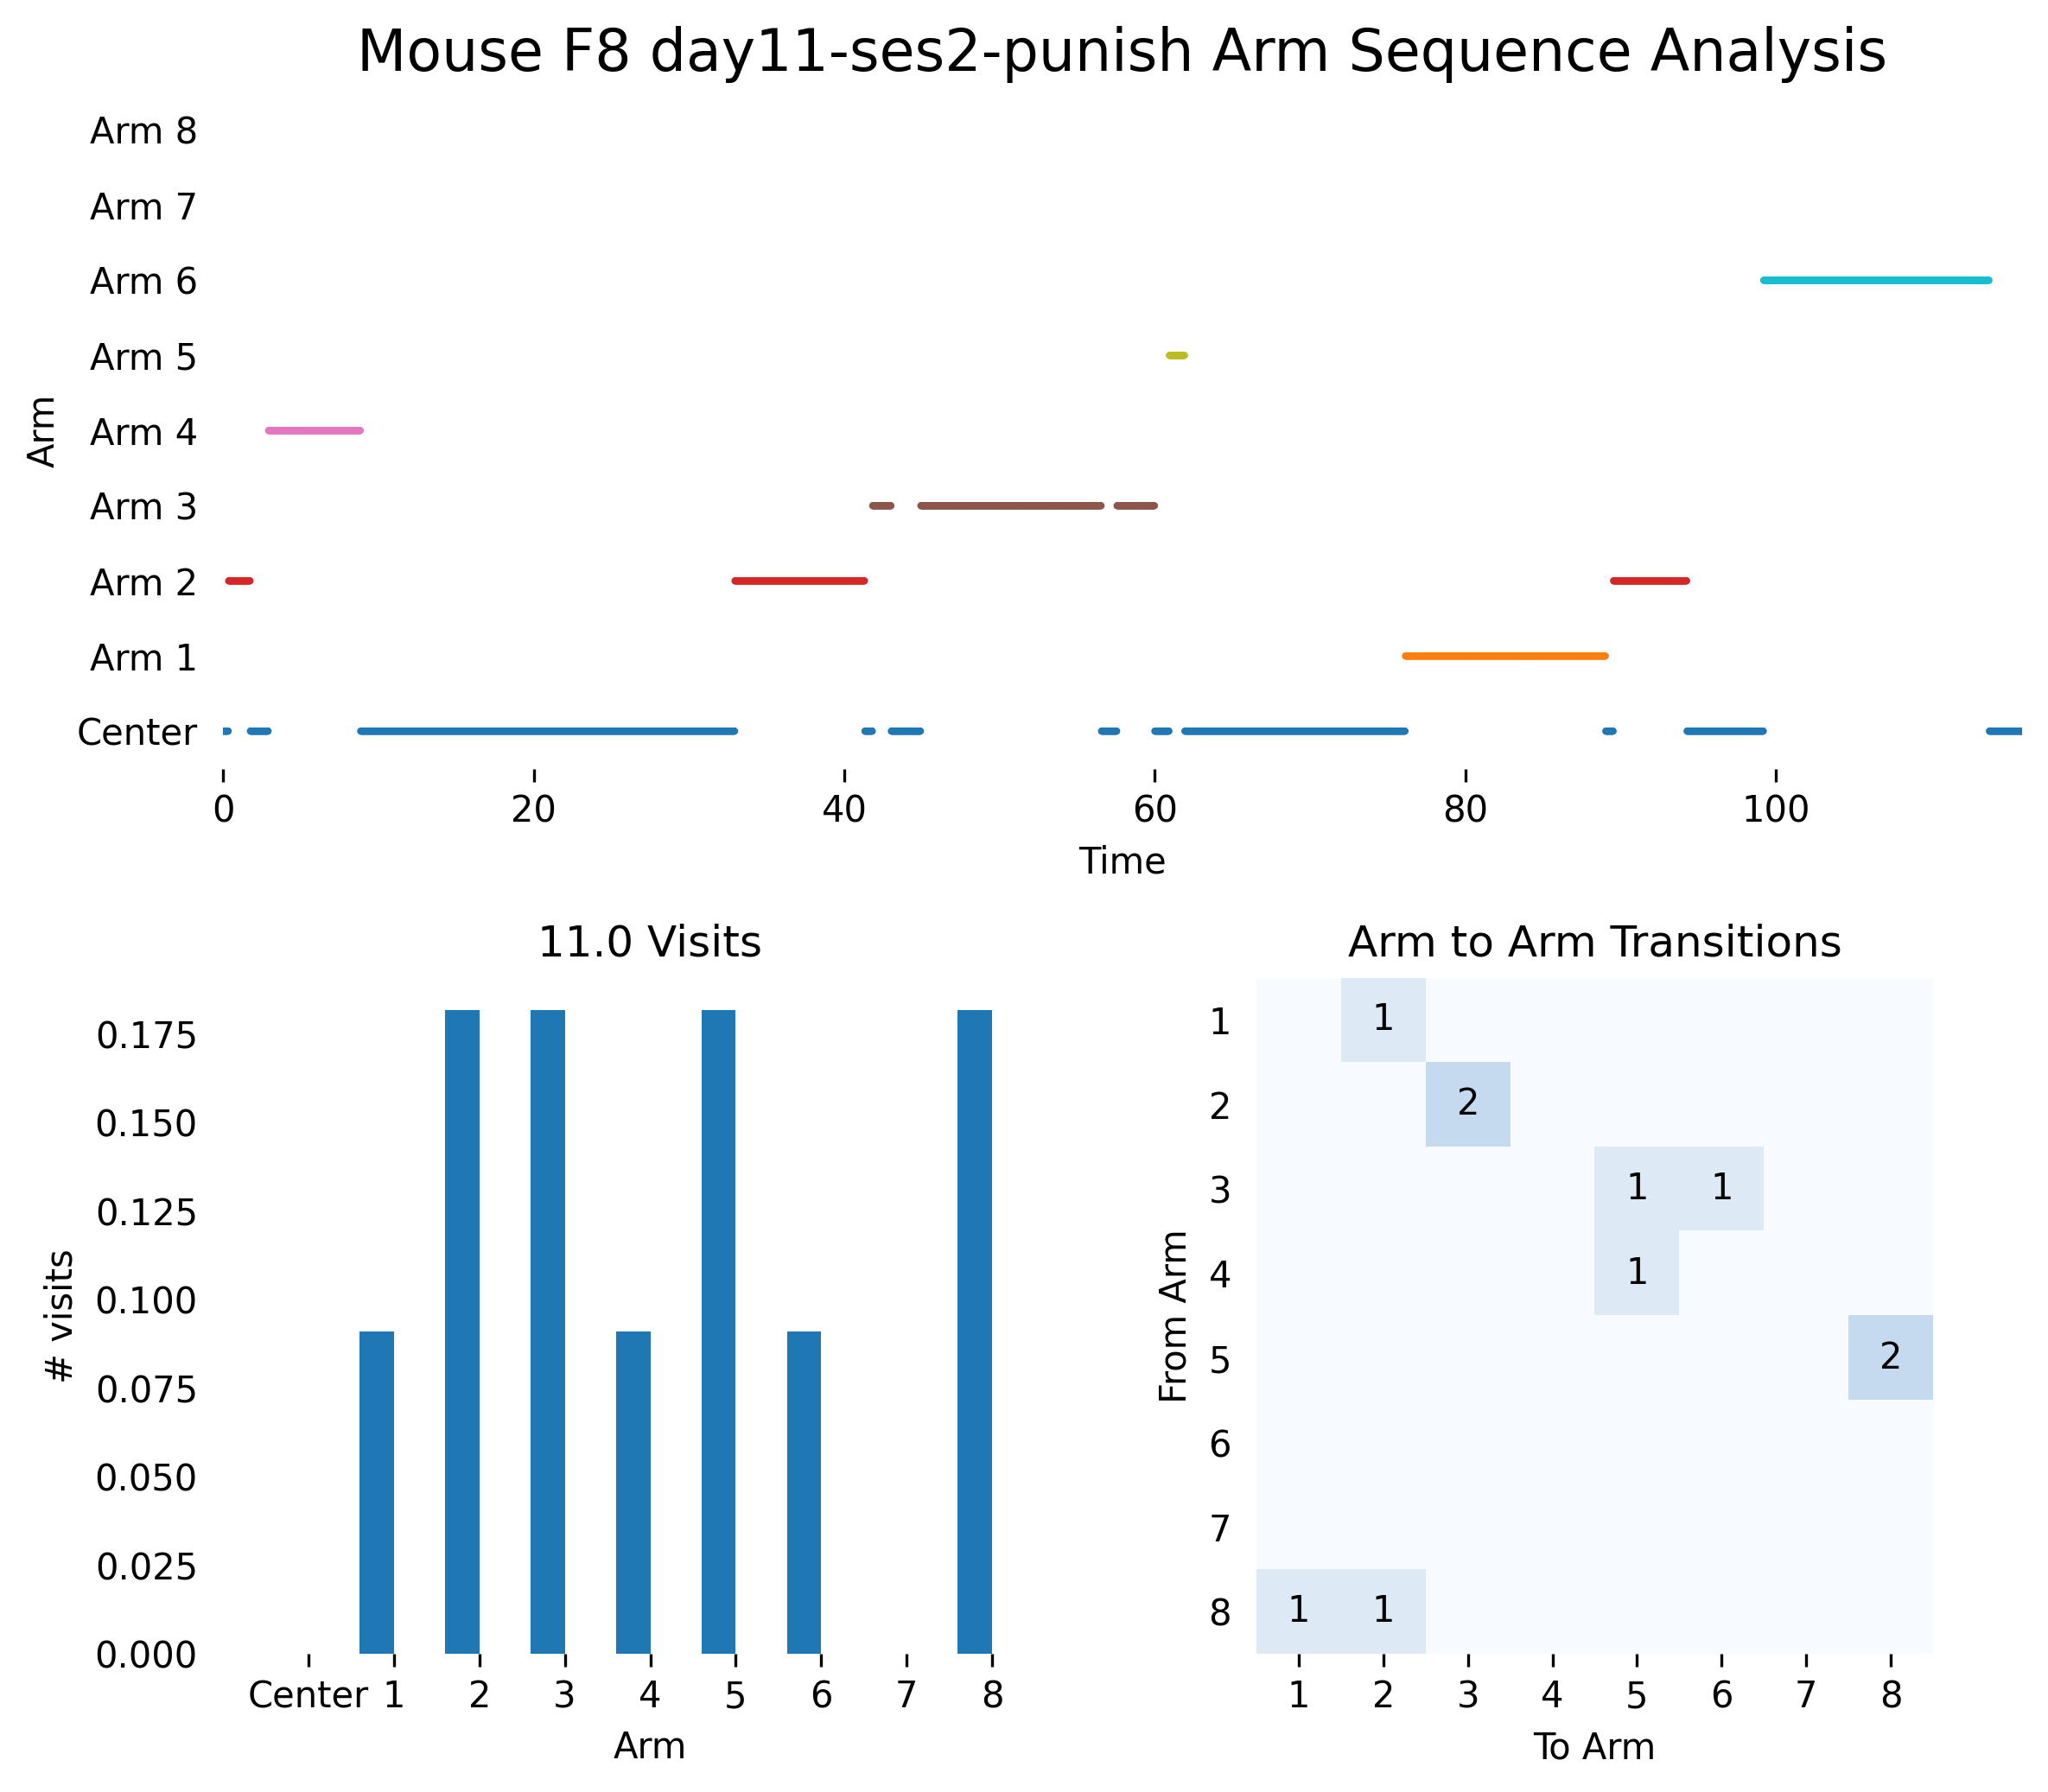 Mouse F8 day11-ses2-punish Arm Sequence Analysis
Arm 8
Arm 7
Arm 6
Arm 5
Arm 4
Arm 3
Arm 2
Arm 1
Center
Arm
0 20 40 60 80 100
Time
11.0 Visits
0.175
0.150
0.125
0.100
0.075
0.050
0.025
0.000
# visits
Center 1 2 3 4 5 6 7 8
Arm
Arm to Arm Transitions
1 1
2 2
3 1 1
4 1
5 2
6
7
8 1 1
From Arm
1 2 3 4 5 6 7 8
To Arm